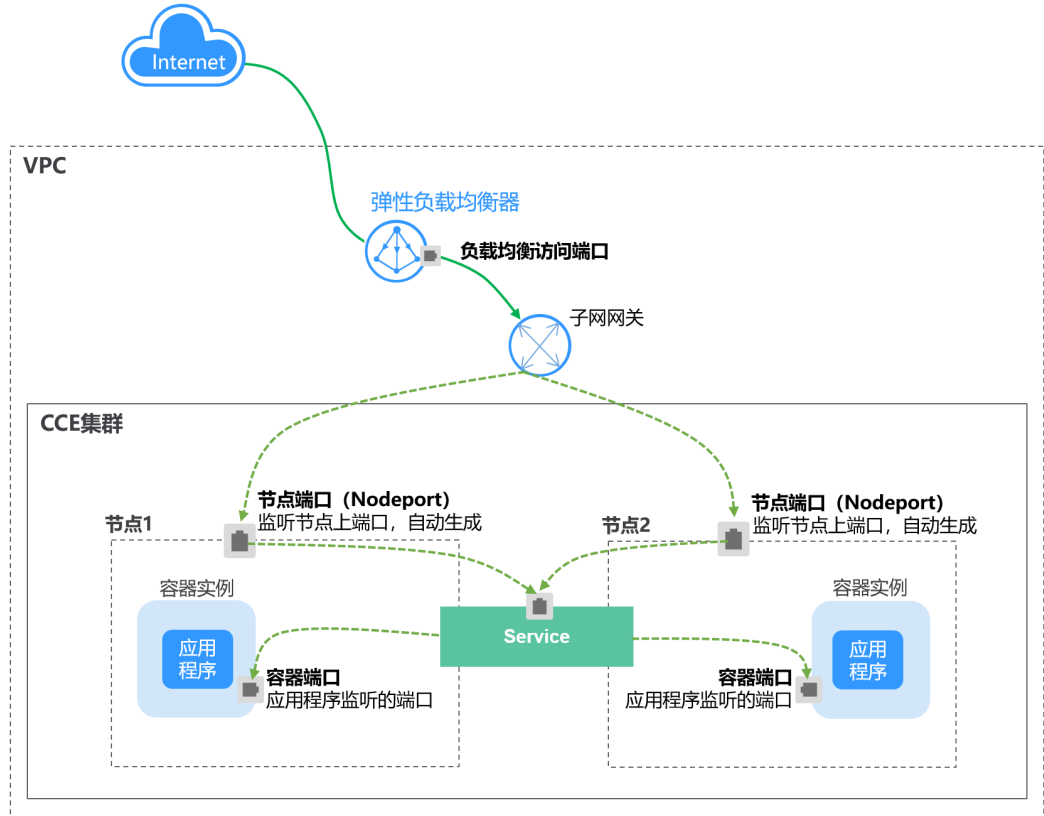 Internet
VPC
弹性负载均衡器
负载均衡访问端口
子网网关
CCE集群
节点1
节点端口（Nodeport）
监听节点上端口，自动生成
节点2
节点端口（Nodeport）
监听节点上端口，自动生成
容器实例
应用
程序
容器端口
应用程序监听的端口
Service
容器实例
应用
程序
容器端口
应用程序监听的端口